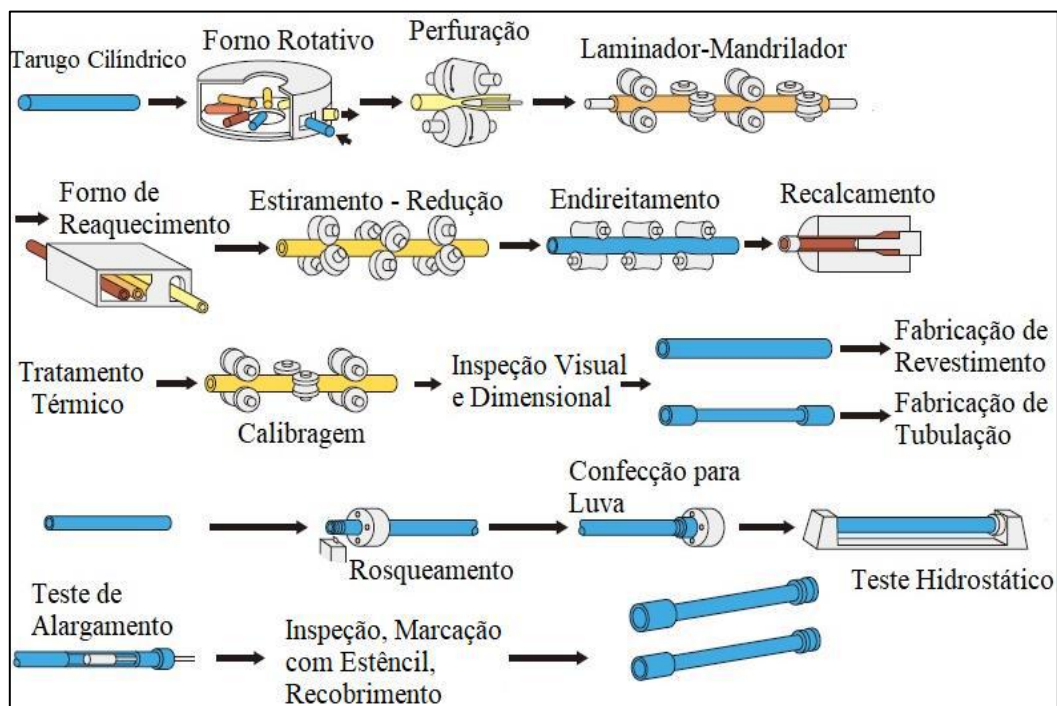 Tarugo Cilíndrico
Forno Rotativo
Perfuração
Laminador-Mandrilador
Forno de
Reaquecimento
Estiramento - Redução
Endireitamento
Recalcamento
Tratamento
Térmico
Calibragem
Inspeção Visual
e Dimensional
Fabricação de
Revestimento
Fabricação de
Tubulação
Rosqueamento
Confecção para
Luva
Teste Hidrostático
Teste de
Alargamento
Inspeção, Marcação
com Estêncil,
Recobrimento